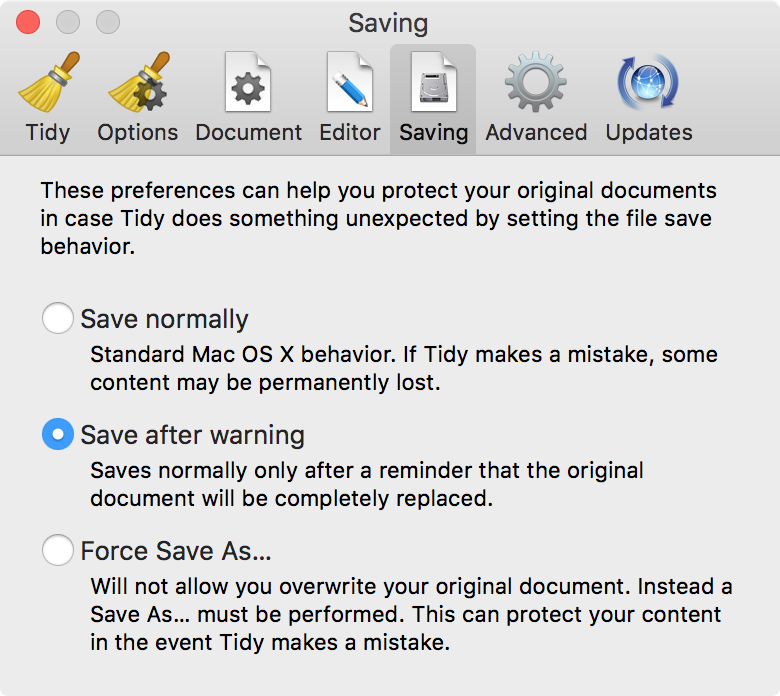 Saving
Tidy Options Document Editor Saving Advanced Updates
These preferences can help you protect your original documents
in case Tidy does something unexpected by setting the file save
behavior.
Save normally
Standard Mac OS X behavior. If Tidy makes a mistake, some
content may be permanently lost.
Save after warning
Saves normally only after a reminder that the original
document will be completely replaced.
Force Save As...
Will not allow you overwrite your original document. Instead a
Save As... must be performed. This can protect your content
in the event Tidy makes a mistake.